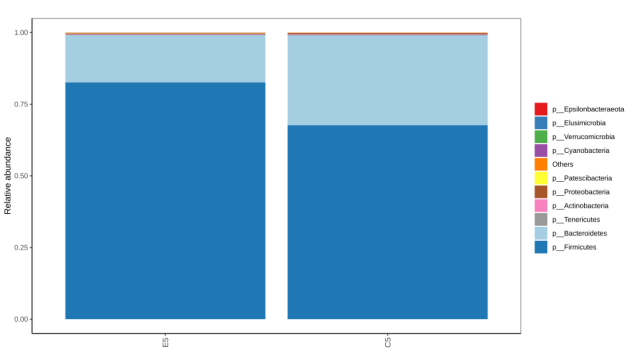 Relative abundance
1.00
0.75
0.50
0.25
0.00
E5
C5
p__Epsilonbacteraeota
p__Elusimicrobia
p__Verrucomicrobia
p__Cyanobacteria
Others
p__Patescibacteria
p__Proteobacteria
p__Actinobacteria
p__Tenericutes
p__Bacteroidetes
p__Firmicutes